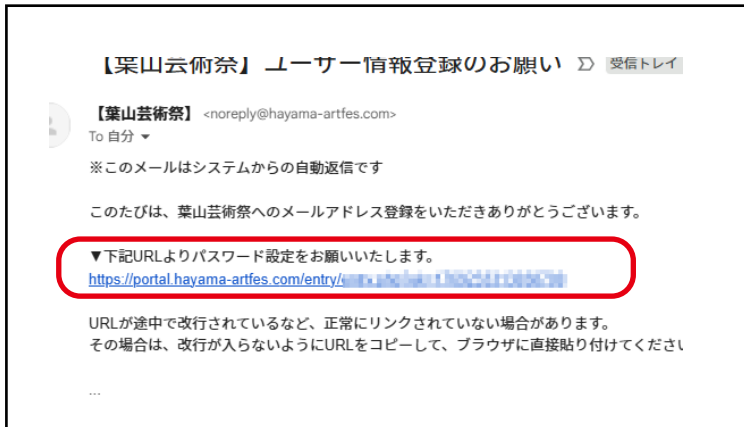 【葉山芸術祭】ユーザー情報登録のお願い 受信トレイ
【葉山芸術祭】 <noreply@hayama-artfes.com>
To 自分
※このメールはシステムからの自動返信です
このたびは、葉山芸術祭へのメールアドレス登録をいただきありがとうございます。
▼下記URLよりパスワード設定をお願いいたします。
https://portal.hayama-artfes.com/entry/
URLが途中で改行されているなど、正常にリンクされていない場合があります。
その場合は、改行が入らないようにURLをコピーして、ブラウザに直接貼り付けてくださ
...